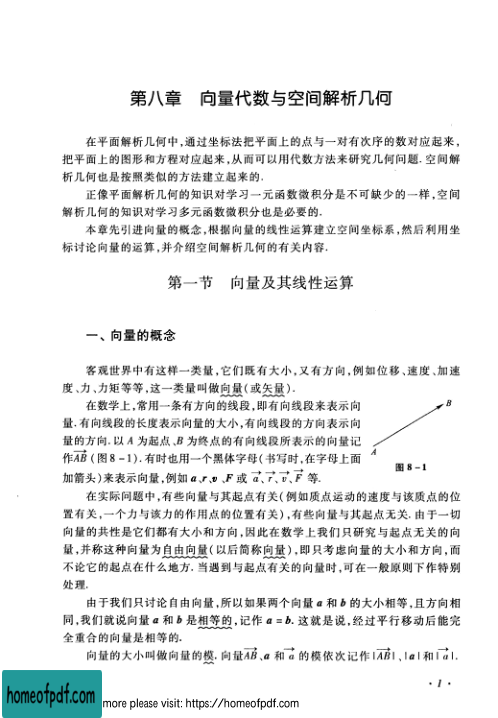 第八章 向量代数与空间解析几何
在平面解析几何中,通过坐标法把平面上的点与一对有次序的数对应起来,
把平面上的图形和方程对应起来,从而可以用代数方法来研究几何问题.空间解
析几何也是按照类似的方法建立起来的.
正像平面解析几何的知识对学习一元函数微积分是不可缺少的一样,空间
解析几何的知识对学习多元函数微积分也是必要的.
本章先引进向量的概念,根据向量的线性运算建立空间坐标系,然后利用坐
标讨论向量的运算,并介绍空间解析几何的有关内容.
第一节 向量及其线性运算
一、向量的概念
客观世界中有这样一类量,它们既有大小,又有方向,例如位移、速度、加速
度、力、力矩等等,这一类量叫做向量(或矢量).
在数学上,常用一条有方向的线段,即有向线段来表示向
量.有向线段的长度表示向量的大小,有向线段的方向表示向
量的方向.以 A 为起点、B 为终点的有向线段所表示的向量记
作A⃗B⃗(图 8-1).有时也用一个黑体字母(书写时,在字母上面
加箭头)来表示向量,例如 a、r、v、F 或 a⃗、r⃗、v⃗、F⃗ 等.
B
A
图 8-1
在实际问题中,有些向量与其起点有关(例如质点运动的速度与该质点的位
置有关,一个力与该力的作用点的位置有关),有些向量与其起点无关.由于一切
向量的共性是它们都有大小和方向,因此在数学上我们只研究与起点无关的向
量,并称这种向量为自由向量(以后简称向量),即只考虑向量的大小和方向,而
不论它的起点在什么地方.当遇到与起点有关的向量时,可在一般原则下作特别
处理.
由于我们只讨论自由向量,所以如果两个向量 a 和 b 的大小相等,且方向相
同,我们就说向量 a 和 b 是相等的,记作 a = b.这就是说,经过平行移动后能完
全重合的向量是相等的.
向量的大小叫做向量的模.向量A⃗B⃗、a 和 a⃗ 的模依次记作|A⃗B⃗|、|a|和|a⃗|.
· 1 ·
homeofpdf.com
more please visit: https://homeofpdf.com